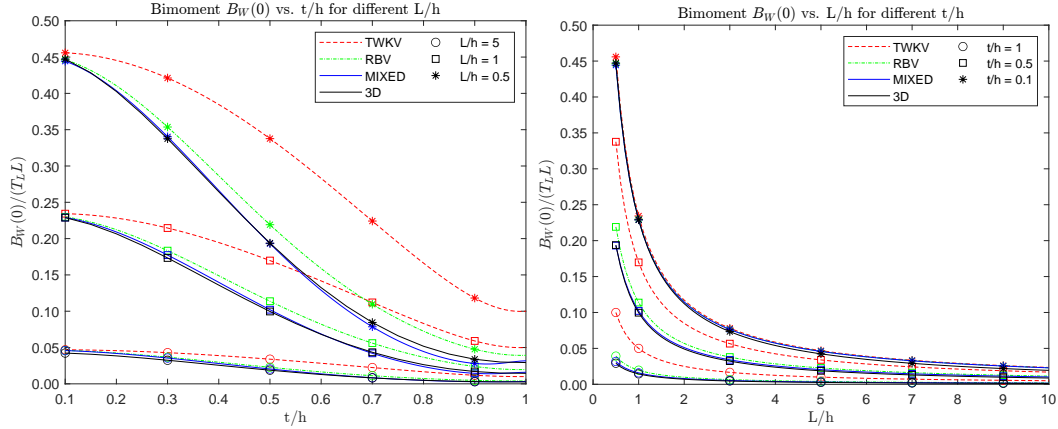 Bimoment B_W(0) vs. t/h for different L/h
TWKV
RBV
MIXED
3D
L/h = 5
L/h = 1
L/h = 0.5
B_W(0)/(T_L L)
0.50
0.45
0.40
0.35
0.30
0.25
0.20
0.15
0.10
0.05
0.00
0.1 0.2 0.3 0.4 0.5 0.6 0.7 0.8 0.9 1
t/h
Bimoment B_W(0) vs. L/h for different t/h
TWKV
RBV
MIXED
3D
t/h = 1
t/h = 0.5
t/h = 0.1
B_W(0)/(T_L L)
0.50
0.45
0.40
0.35
0.30
0.25
0.20
0.15
0.10
0.05
0.00
0 1 2 3 4 5 6 7 8 9 10
L/h